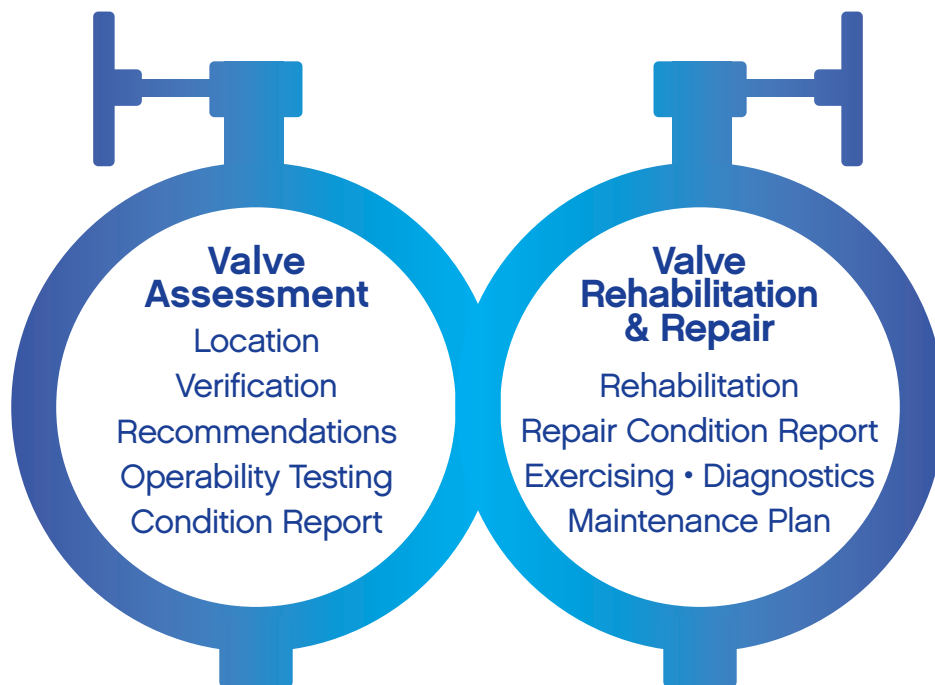 Valve
Assessment
Location
Verification
Recommendations
Operability Testing
Condition Report
Valve
Rehabilitation
& Repair
Rehabilitation
Repair Condition Report
Exercising • Diagnostics
Maintenance Plan